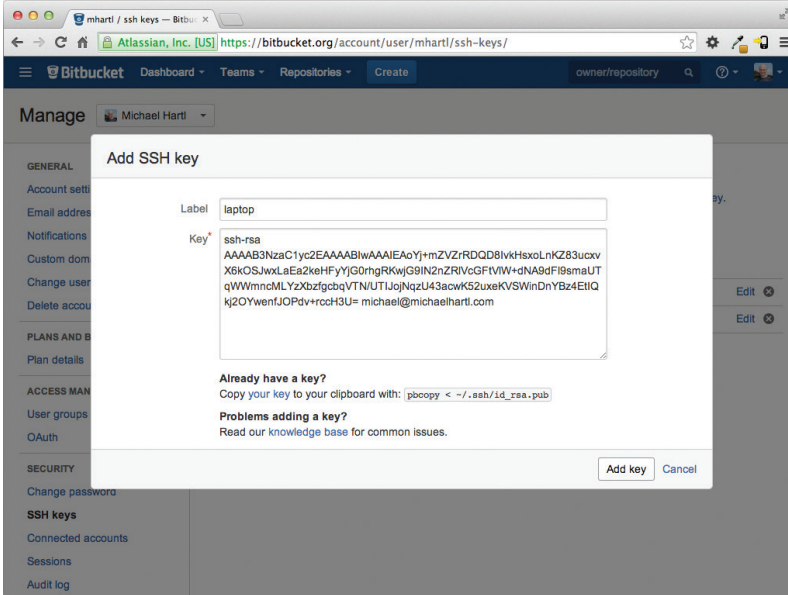 mhartl / ssh keys — Bitbuc
Atlassian, Inc. [US] https://bitbucket.org/account/user/mhartl/ssh-keys/
Bitbucket Dashboard Teams Repositories Create owner/repository
Manage Michael Hartl
Add SSH key
GENERAL
Account setti
Email addres
Notifications
Custom dom
Change user
Delete accou
PLANS AND B
Plan details
ACCESS MAN
User groups
OAuth
SECURITY
Change password
SSH keys
Connected accounts
Sessions
Audit log
Label laptop
Key*
ssh-rsa
AAAAB3NzaC1yc2EAAAABIwAAAIEAoYj+mZVZrRDQD8IvkHsxoLnKZ83ucxv
X6kOSJwxLaEa2keHFyYjG0rhgRKwjG9IN2nZRlVcGFtVlW+dNA9dFl9smaUT
qWWmncMLYzXbzfgcbqVTN/UTIJojNqzU43acwK52uxeKVSWinDnYBz4EtIQ
kj2OYwenfJOPdv+rccH3U= michael@michaelhartl.com
Already have a key?
Copy your key to your clipboard with: pbcopy < ~/.ssh/id_rsa.pub
Problems adding a key?
Read our knowledge base for common issues.
Add key Cancel
ey.
Edit
Edit